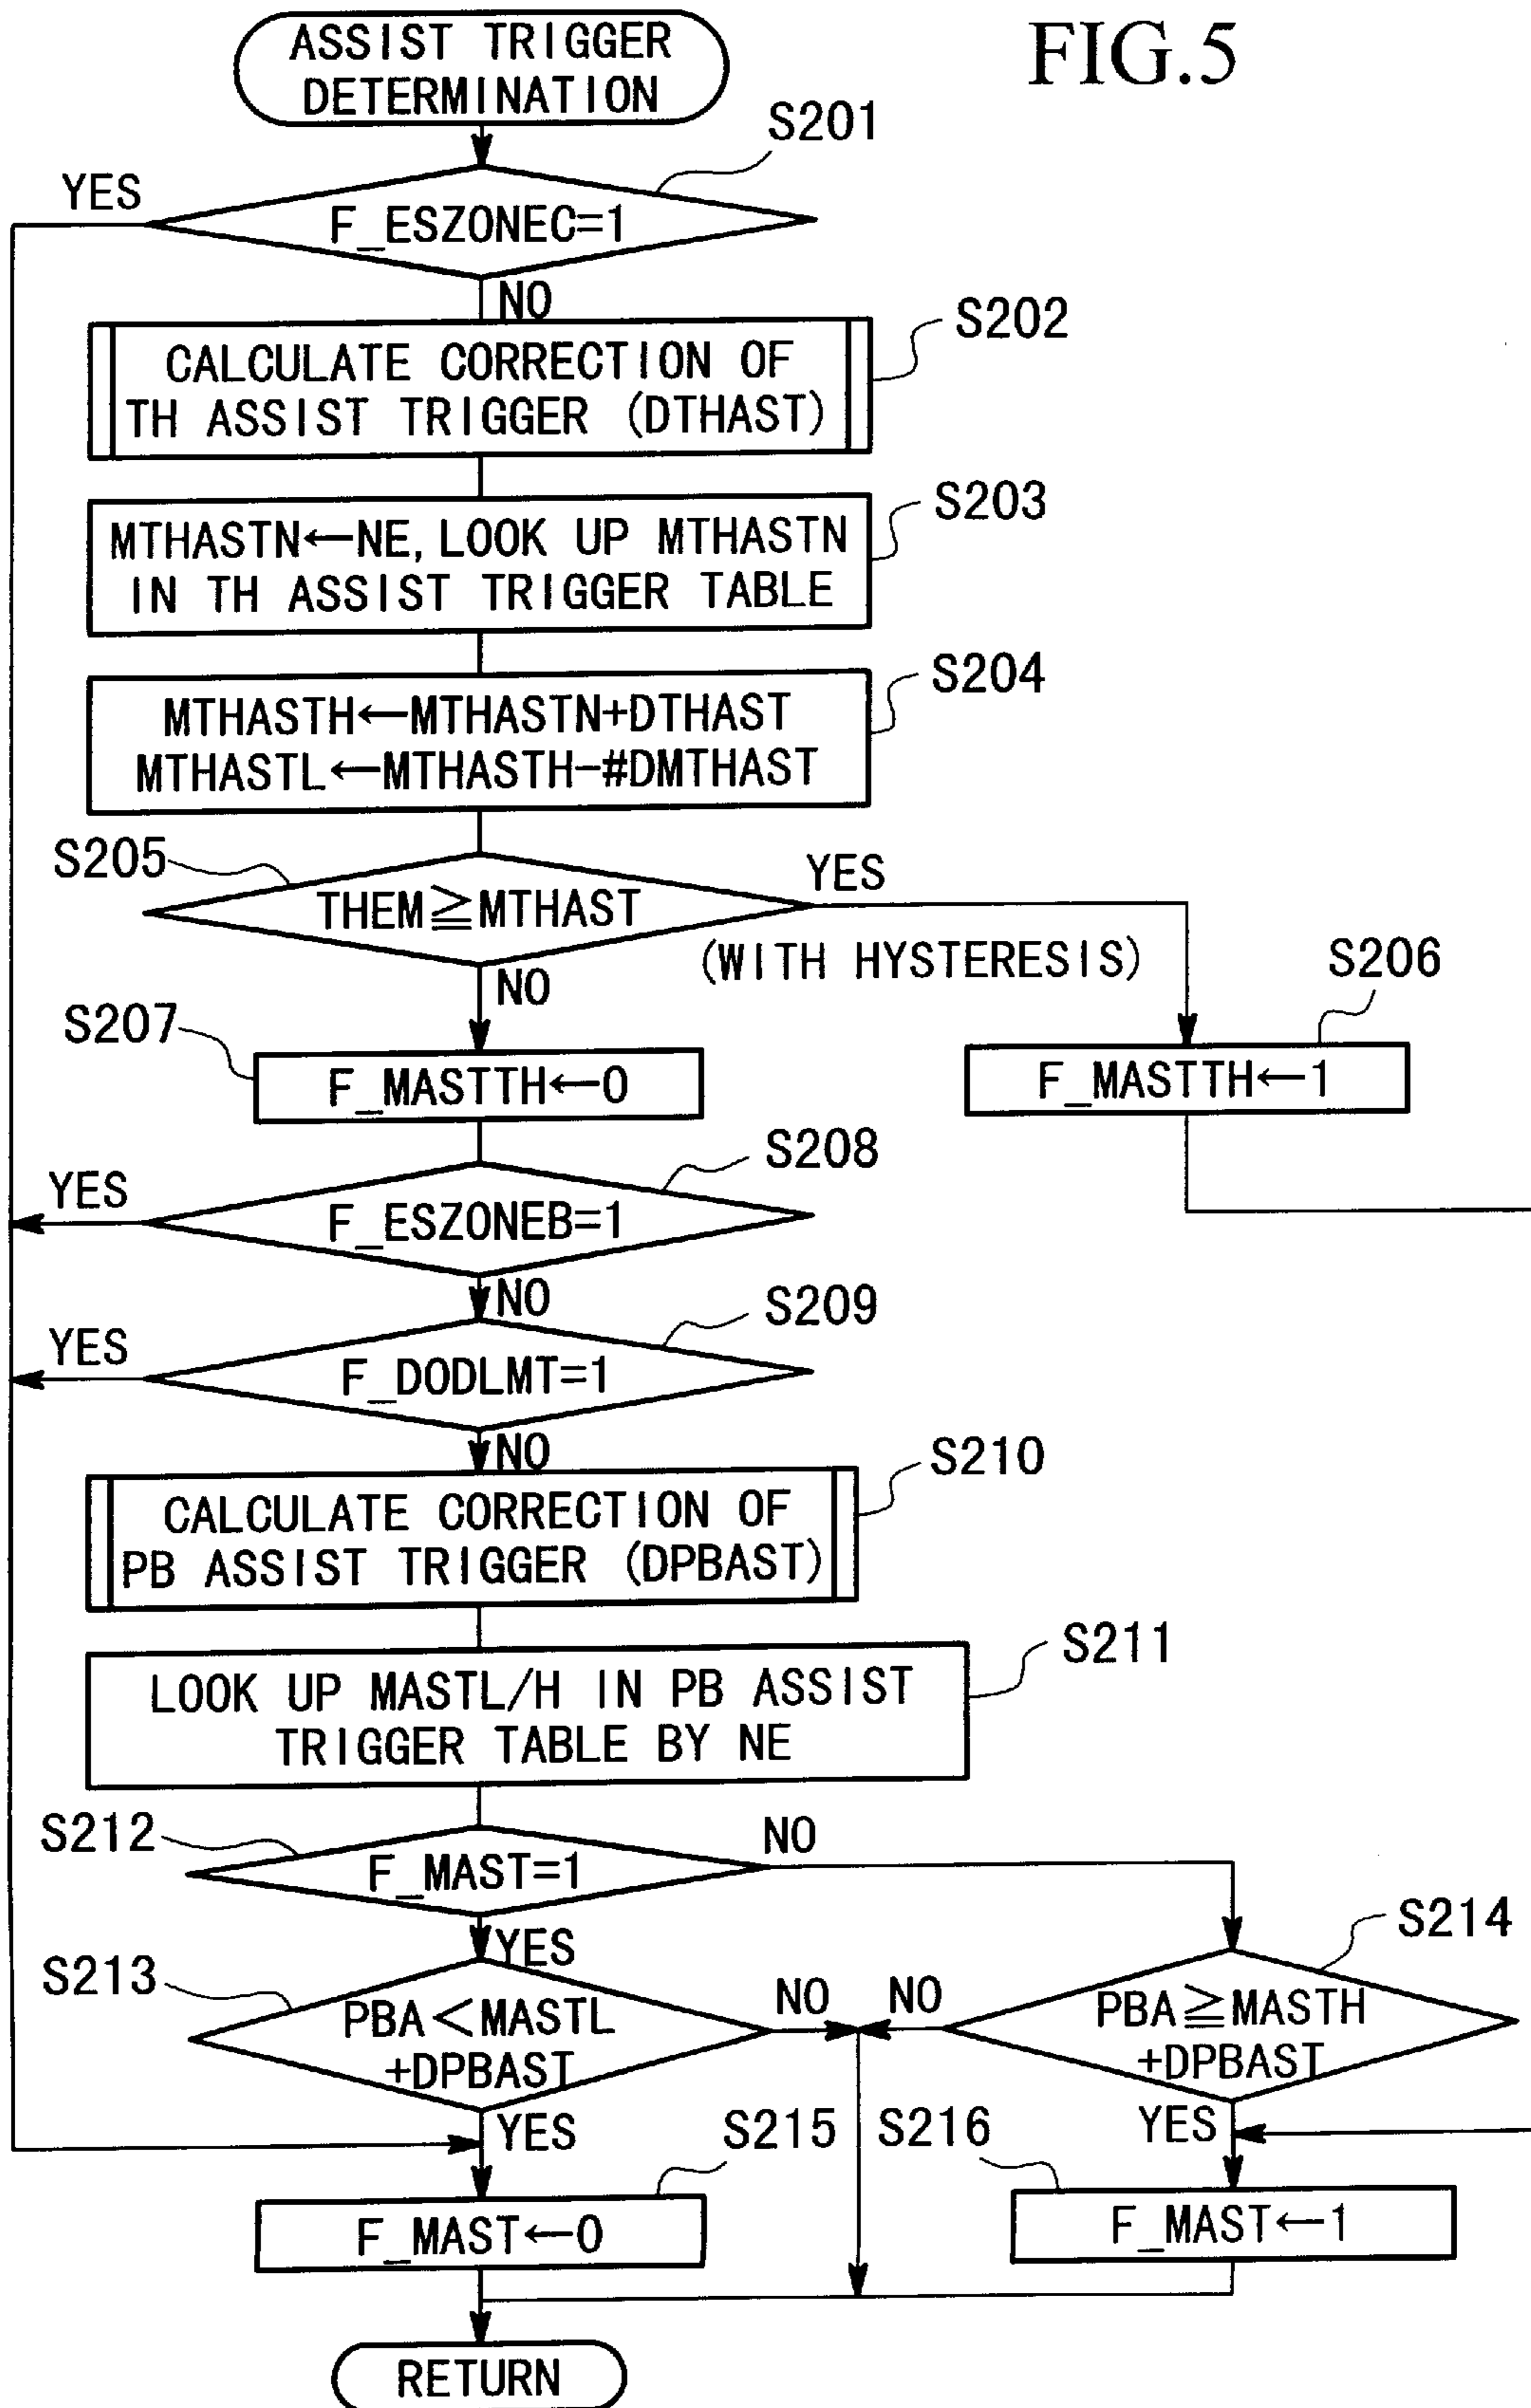 FIG.5
ASSIST TRIGGER
DETERMINATION
S201
YES
F_ESZONEC=1
NO
S202
CALCULATE CORRECTION OF
TH ASSIST TRIGGER (DTHAST)
S203
MTHASTN←NE, LOOK UP MTHASTN
IN TH ASSIST TRIGGER TABLE
S204
MTHASTH←MTHASTN+DTHAST
MTHASTL←MTHASTH-#DMTHAST
S205
YES
THEM≧MTHAST
(WITH HYSTERESIS)
NO
S206
S207
F_MASTTH←0
F_MASTTH←1
S208
YES
F_ESZONEB=1
NO
S209
YES
F_DODLMT=1
NO
S210
CALCULATE CORRECTION OF
PB ASSIST TRIGGER (DPBAST)
S211
LOOK UP MASTL/H IN PB ASSIST
TRIGGER TABLE BY NE
S212
NO
F_MAST=1
YES
S213
S214
PBA<MASTL
+DPBAST
NO
NO
PBA≧MASTH
+DPBAST
YES
S215
S216
YES
F_MAST←0
F_MAST←1
RETURN